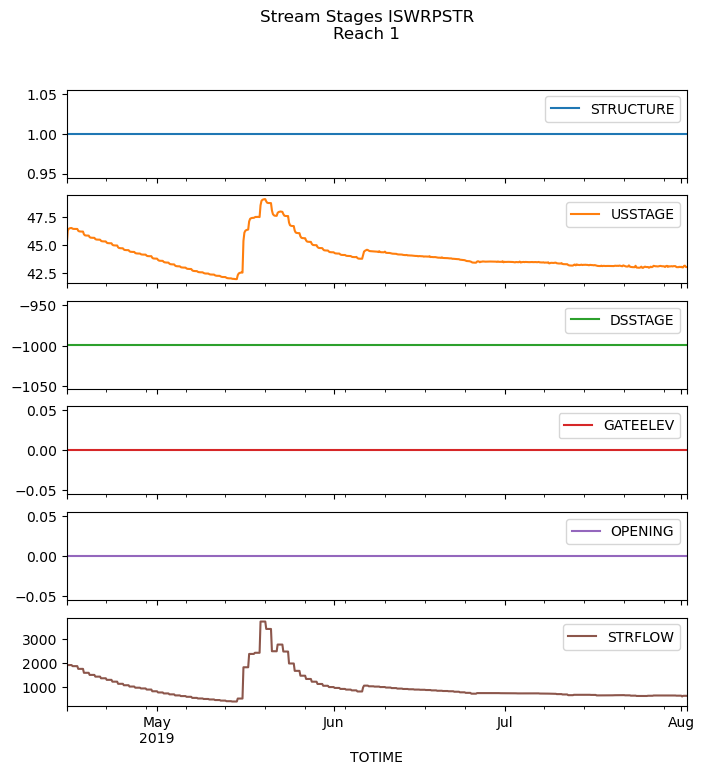 Stream Stages ISWRPSTR
Reach 1
1.05
1.00
0.95
STRUCTURE
47.5
45.0
42.5
USSTAGE
−950
−1000
−1050
DSSTAGE
0.05
0.00
−0.05
GATEELEV
0.05
0.00
−0.05
OPENING
3000
2000
1000
STRFLOW
May
2019
Jun
Jul
Aug
TOTIME